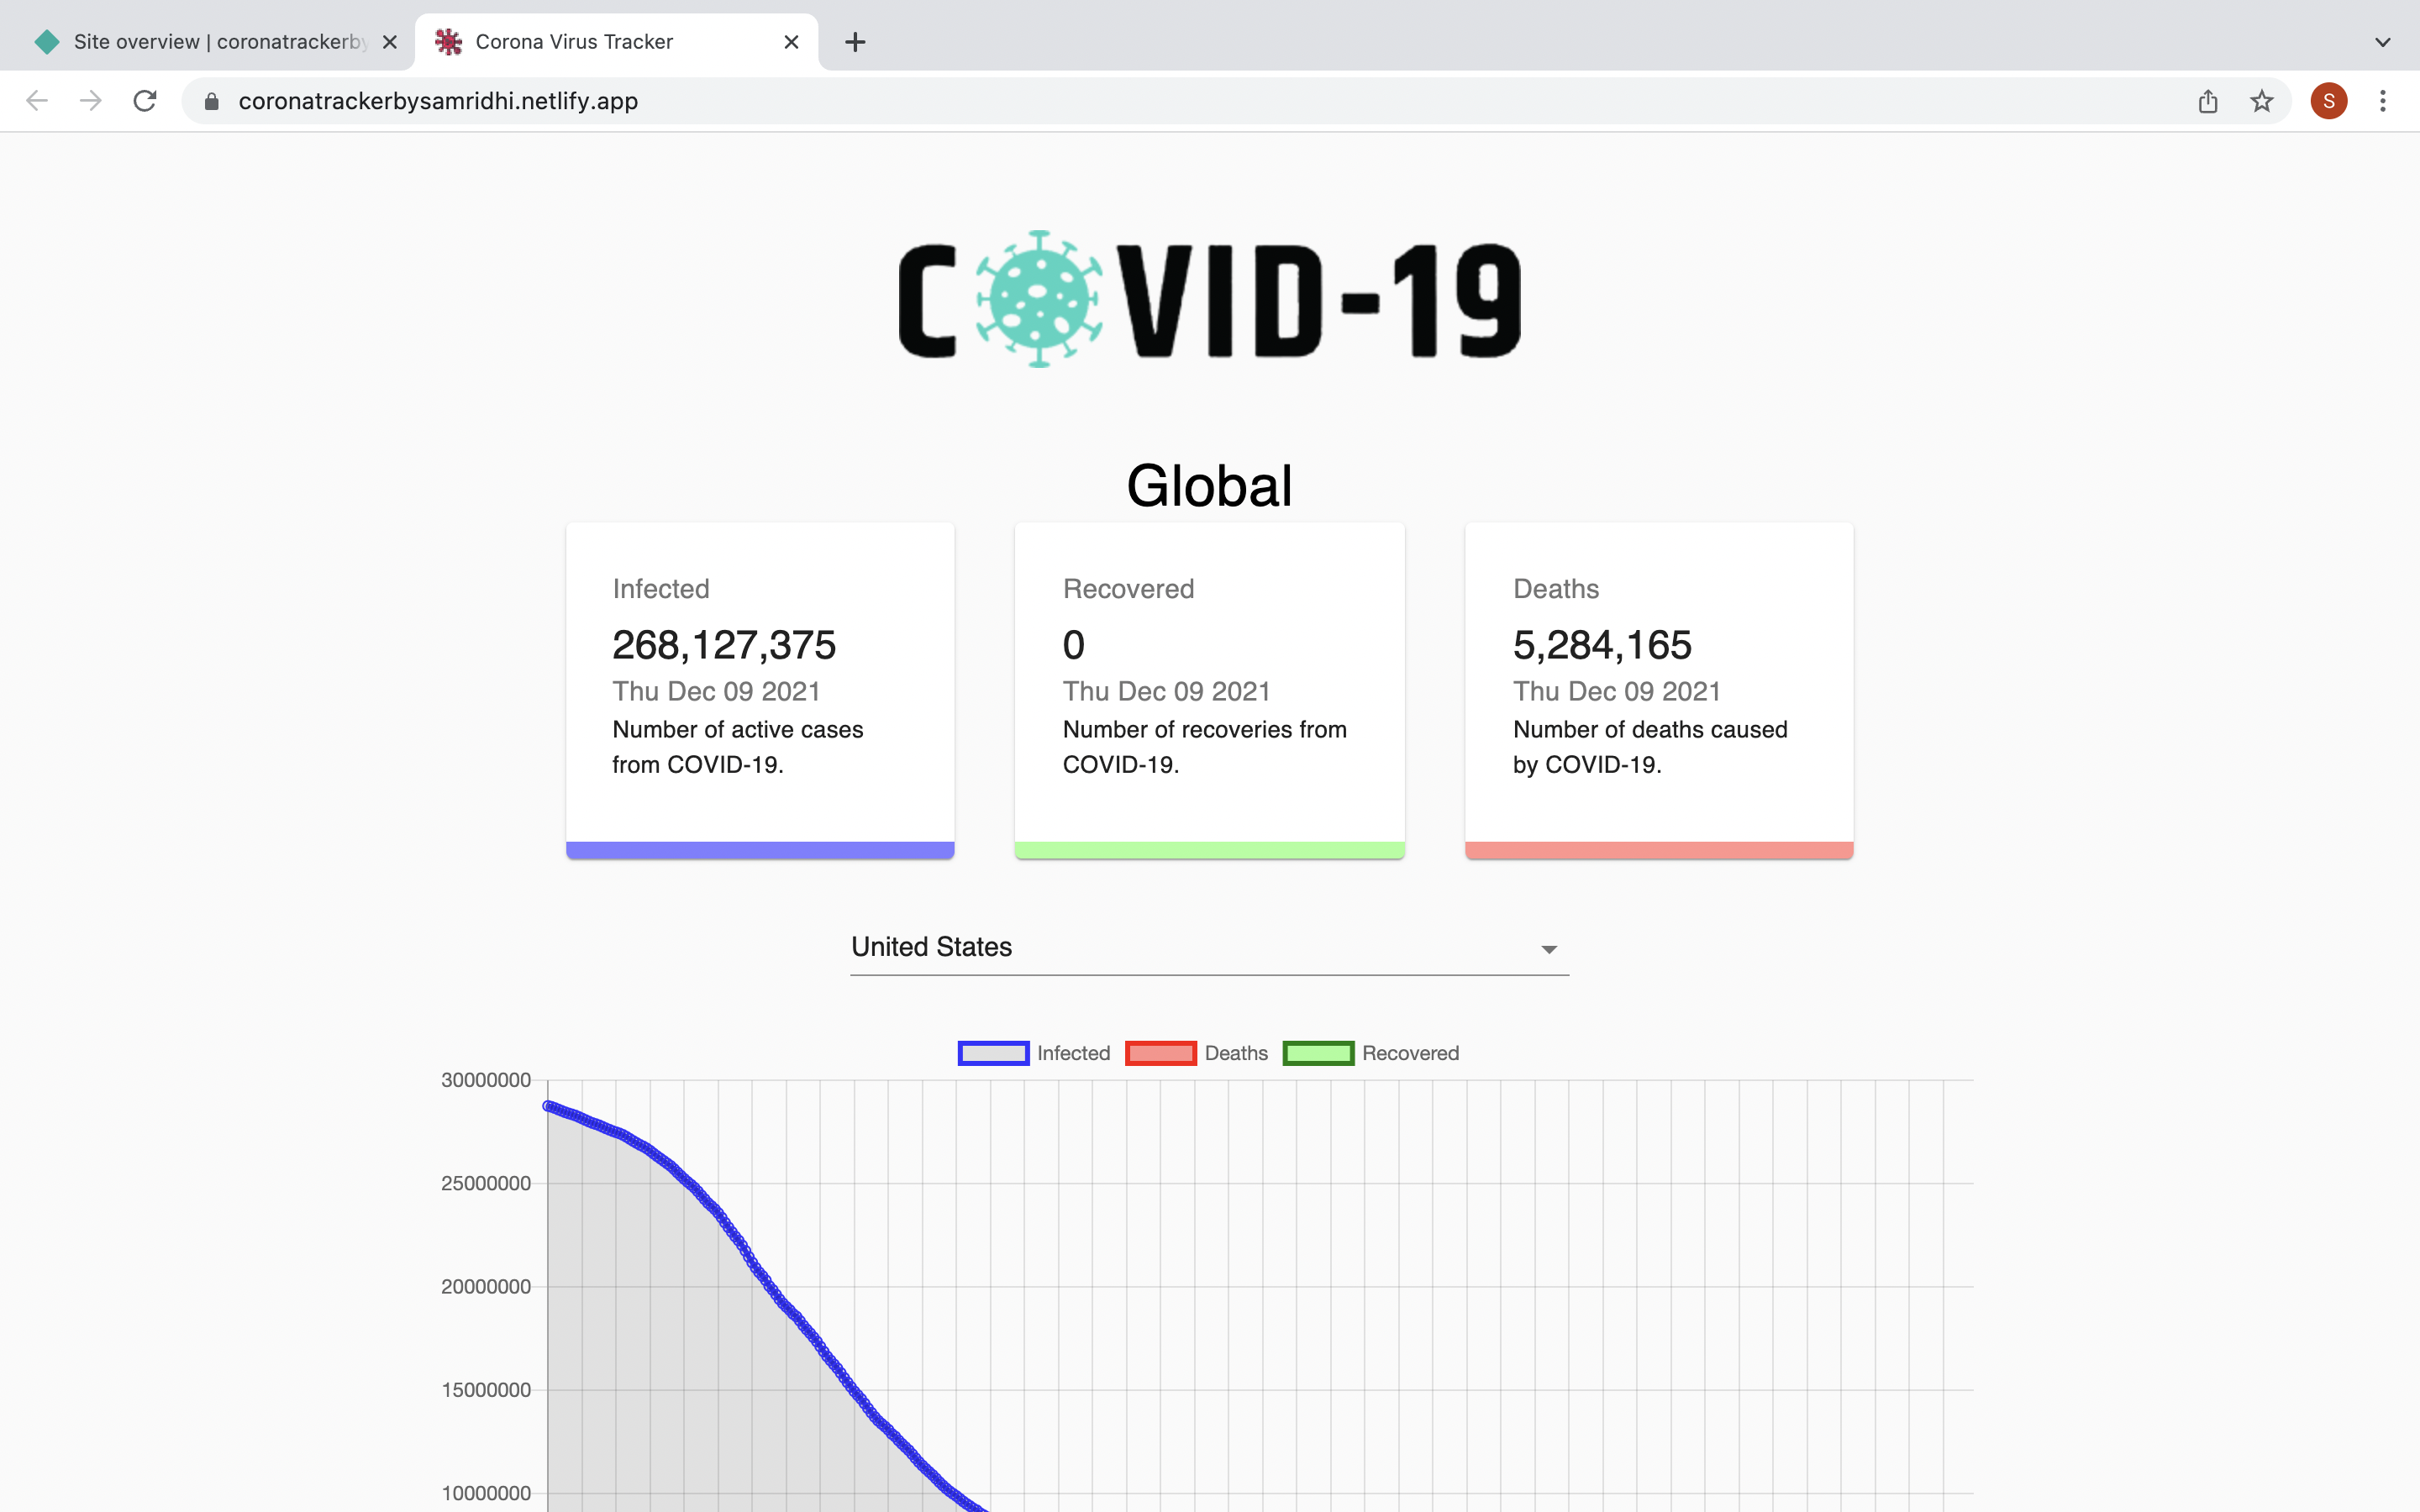 Site overview | coronatrackerby
Corona Virus Tracker
coronatrackerbysamridhi.netlify.app
S
COVID-19
Global
Infected
268,127,375
Thu Dec 09 2021
Number of active cases
from COVID-19.
Recovered
0
Thu Dec 09 2021
Number of recoveries from
COVID-19.
Deaths
5,284,165
Thu Dec 09 2021
Number of deaths caused
by COVID-19.
United States
Infected Deaths Recovered
30000000
25000000
20000000
15000000
10000000